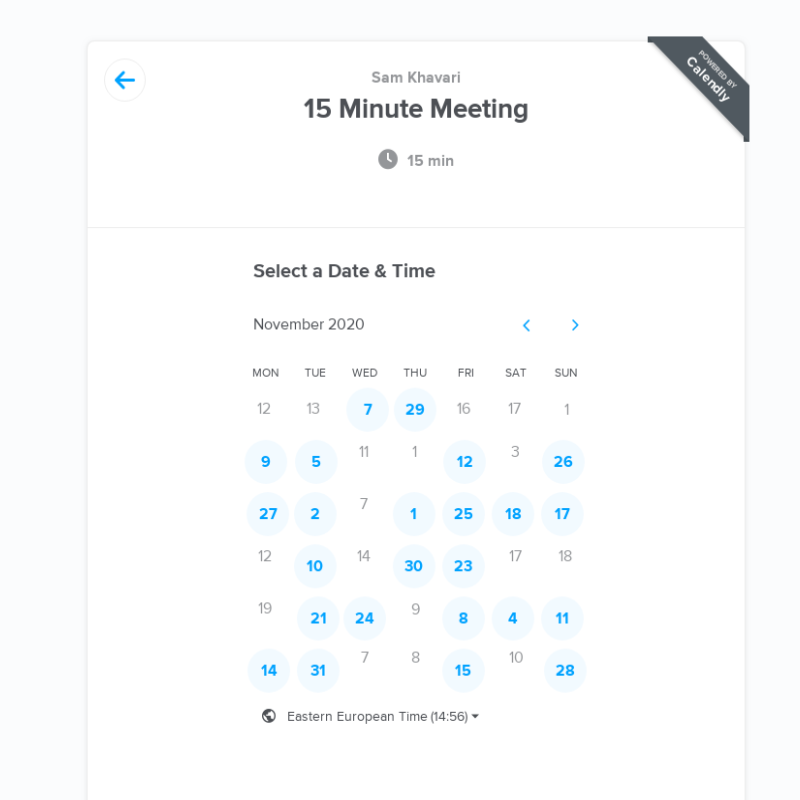 POWERED BY
Calendly
Sam Khavari
15 Minute Meeting
15 min
Select a Date & Time
November 2020
MON TUE WED THU FRI SAT SUN
12 13 7 29 16 17 1
9 5 11 1 12 3 26
27 2 7 1 25 18 17
12 10 14 30 23 17 18
19 21 24 9 8 4 11
14 31 7 8 15 10 28
Eastern European Time (14:56)